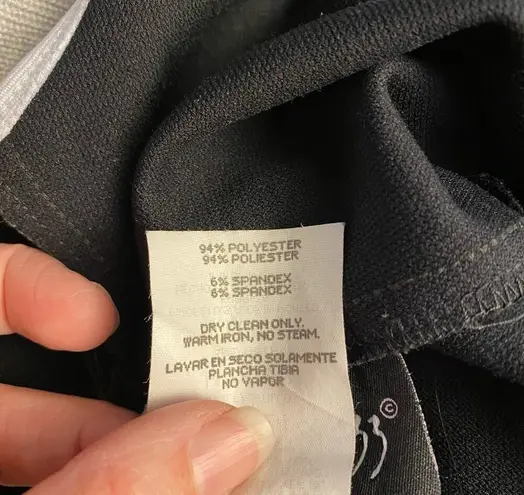 94% POLYESTER
94% POLIESTER
6% SPANDEX
6% SPANDEX
DRY CLEAN ONLY.
WARM IRON, NO STEAM.
LAVAR EN SECO SOLAMENTE
PLANCHA TIBIA
NO VAPOR
©